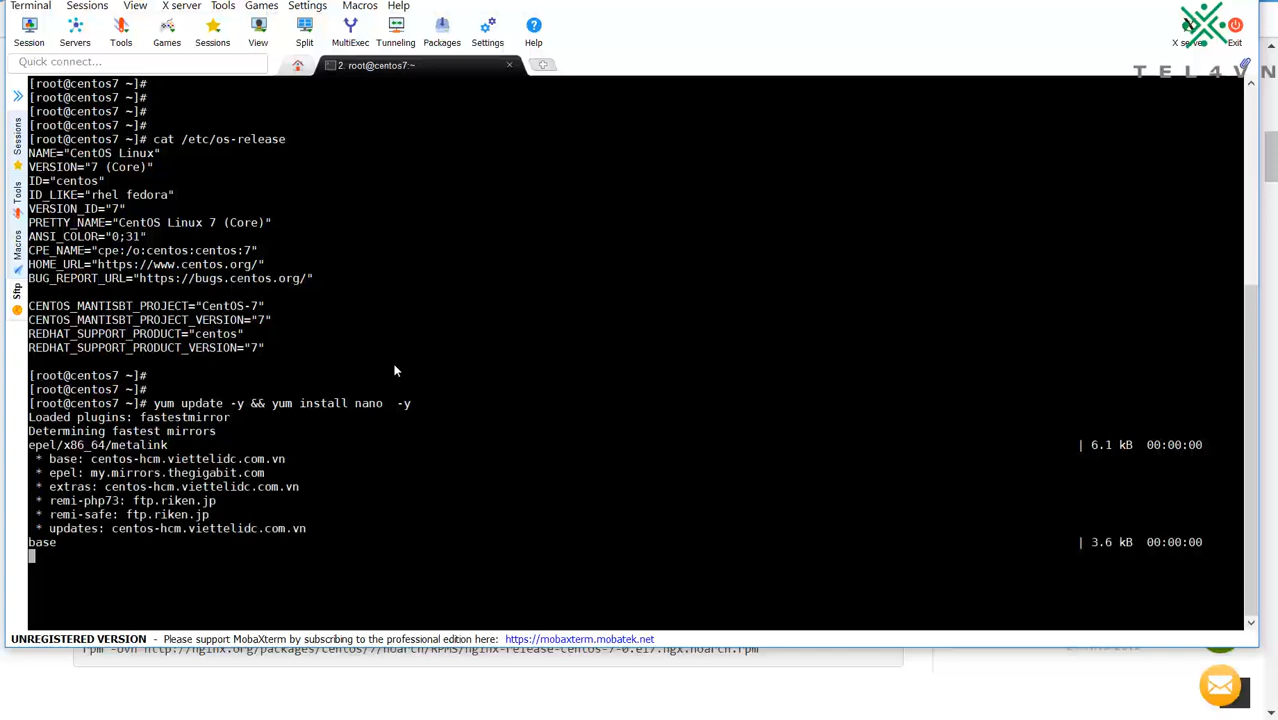 Terminal Sessions View X server Tools Games Settings Macros Help
Session Servers Tools Games Sessions View Split MultiExec Tunneling Packages Settings Help X server Exit
Quick connect...
2. root@centos7:~
TEL4VN
Sessions
Tools
Macros
Sftp
[root@centos7 ~]#
[root@centos7 ~]#
[root@centos7 ~]#
[root@centos7 ~]#
[root@centos7 ~]# cat /etc/os-release
NAME="CentOS Linux"
VERSION="7 (Core)"
ID="centos"
ID_LIKE="rhel fedora"
VERSION_ID="7"
PRETTY_NAME="CentOS Linux 7 (Core)"
ANSI_COLOR="0;31"
CPE_NAME="cpe:/o:centos:centos:7"
HOME_URL="https://www.centos.org/"
BUG_REPORT_URL="https://bugs.centos.org/"
CENTOS_MANTISBT_PROJECT="CentOS-7"
CENTOS_MANTISBT_PROJECT_VERSION="7"
REDHAT_SUPPORT_PRODUCT="centos"
REDHAT_SUPPORT_PRODUCT_VERSION="7"
[root@centos7 ~]#
[root@centos7 ~]#
[root@centos7 ~]# yum update -y && yum install nano  -y
Loaded plugins: fastestmirror
Determining fastest mirrors
epel/x86_64/metalink | 6.1 kB 00:00:00
* base: centos-hcm.viettelidc.com.vn
* epel: my.mirrors.thegigabit.com
* extras: centos-hcm.viettelidc.com.vn
* remi-php73: ftp.riken.jp
* remi-safe: ftp.riken.jp
* updates: centos-hcm.viettelidc.com.vn
base | 3.6 kB 00:00:00
UNREGISTERED VERSION - Please support MobaXterm by subscribing to the professional edition here: https://mobaxterm.mobatek.net
rpm -Uvh http://nginx.org/packages/centos/7/noarch/RPMS/nginx-release-centos-7-0.el7.ngx.noarch.rpm